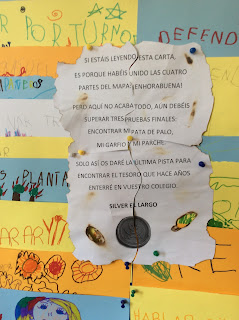 POR TURNO
DEFEND
SI ESTÁIS LEYENDO ESTA CARTA,
ES PORQUE HABÉIS UNIDO LAS CUATRO
PARTES DEL MAPA. ¡ENHORABUENA!
PERO AQUÍ NO ACABA TODO, AÚN DEBÉIS
SUPERAR TRES PRUEBAS FINALES:
ENCONTRAR MI PATA DE PALO,
MI GARFIO Y MI PARCHE.
SOLO ASÍ OS DARÉ LA ÚLTIMA PISTA PARA
ENCONTRAR EL TESORO QUE HACE AÑOS
ENTERRÉ EN VUESTRO COLEGIO.
SILVER EL LARGO
PLANTA
HABLAR